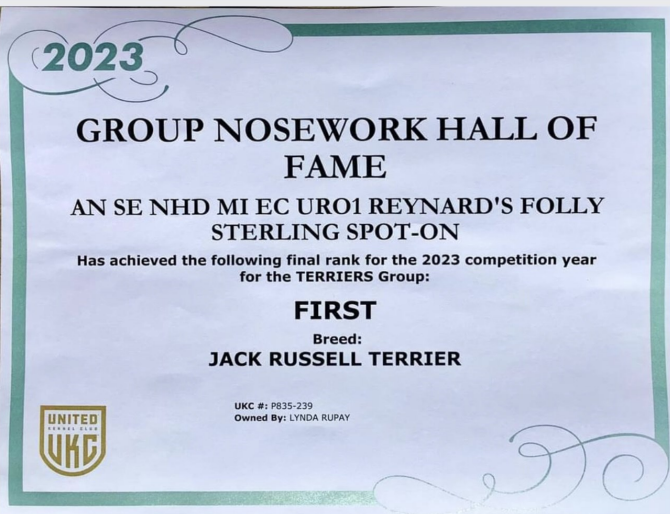 2023
GROUP NOSEWORK HALL OF
FAME
AN SE NHD MI EC URO1 REYNARD'S FOLLY
STERLING SPOT-ON
Has achieved the following final rank for the 2023 competition year
for the TERRIERS Group:
FIRST
Breed:
JACK RUSSELL TERRIER
UKC #: P835-239
Owned By: LYNDA RUPAY
UNITED
KENNEL CLUB
UKC